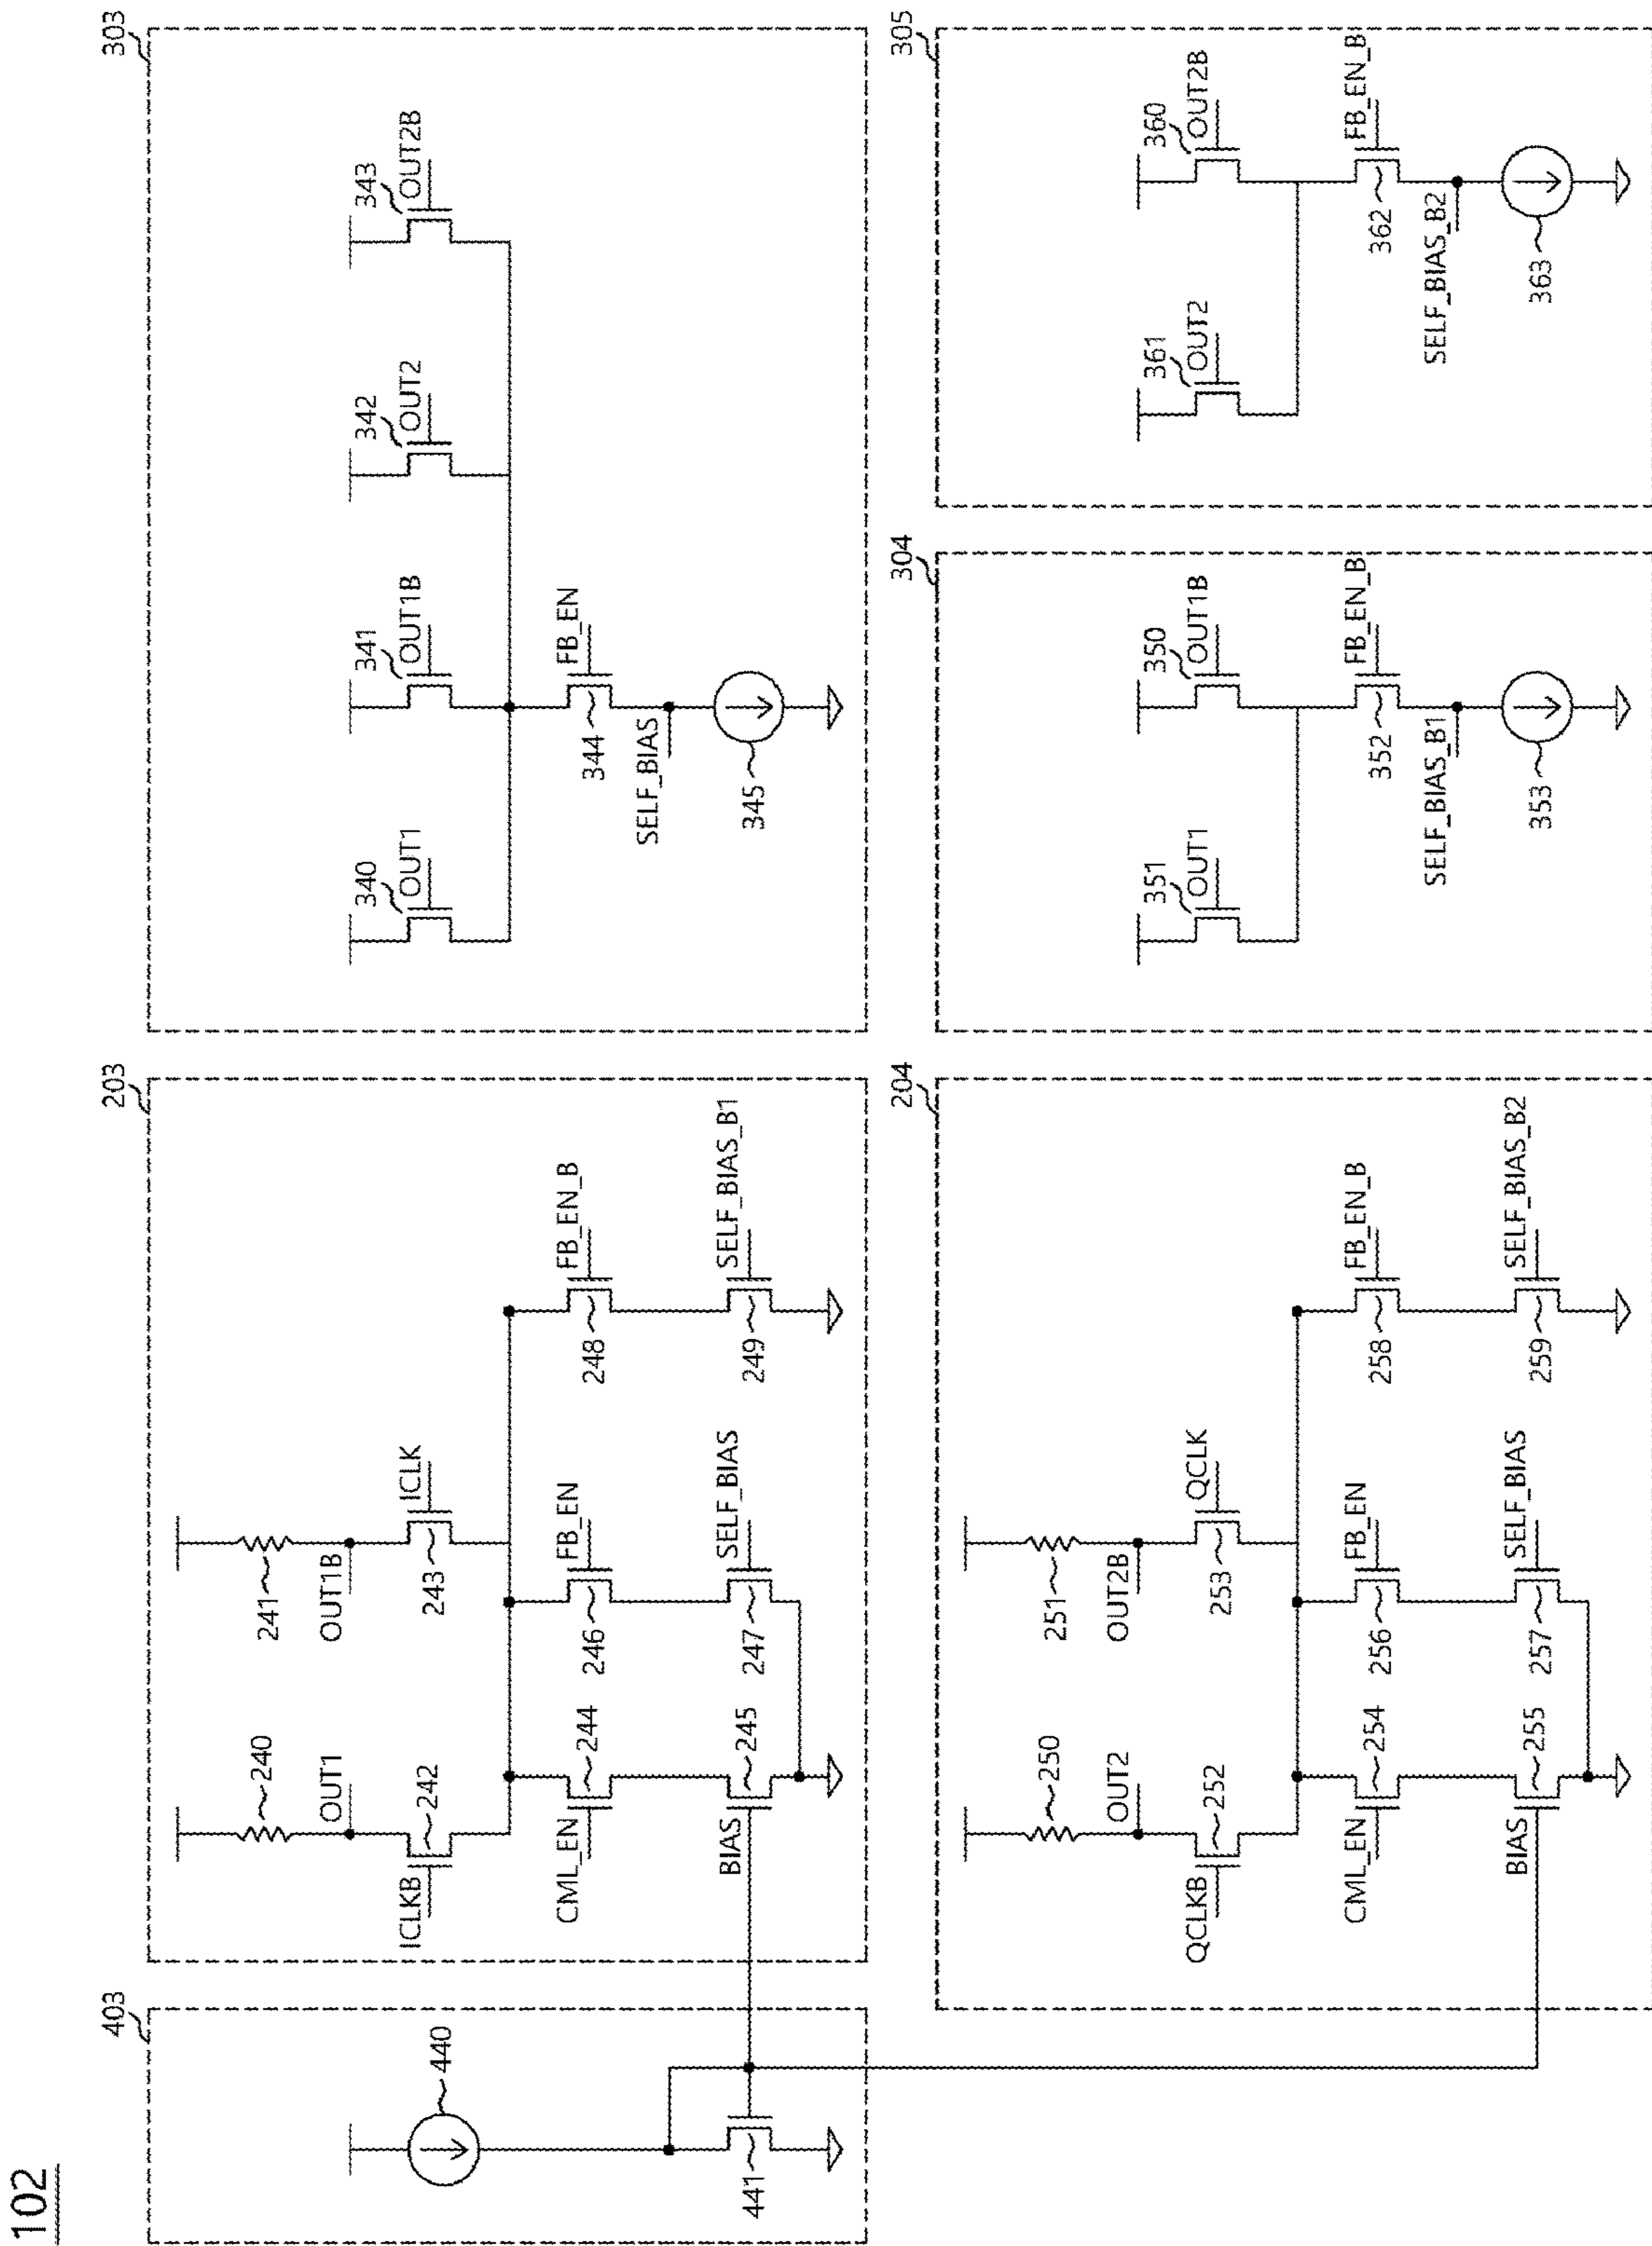 102
403
440
441
203
240
241
OUT1
OUT1B
ICLKB
242
243
ICLK
CML_EN
244
246
FB_EN
248
FB_EN_B
BIAS
245
247
SELF_BIAS
249
SELF_BIAS_B1
303
340
OUT1
341
OUT1B
342
OUT2
343
OUT2B
344
FB_EN
SELF_BIAS
345
204
250
251
OUT2
OUT2B
QCLKB
252
253
QCLK
CML_EN
254
256
FB_EN
258
FB_EN_B
BIAS
255
257
SELF_BIAS
259
SELF_BIAS_B2
304
351
OUT1
350
OUT1B
352
FB_EN_B
SELF_BIAS_B1
353
305
361
OUT2
360
OUT2B
362
FB_EN_B
SELF_BIAS_B2
363